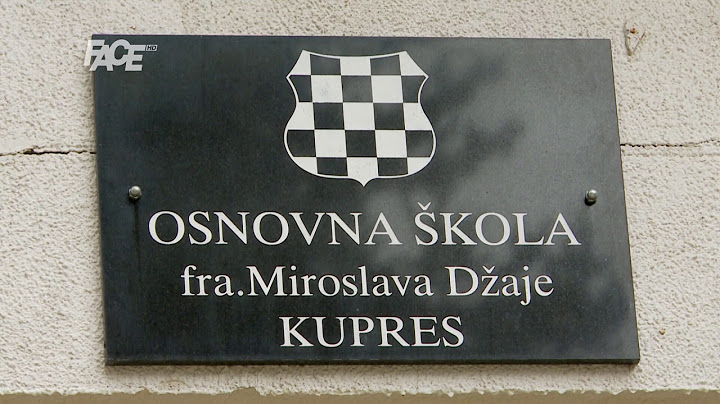 FACE HD
OSNOVNA ŠKOLA
fra.Miroslava Džaje
KUPRES